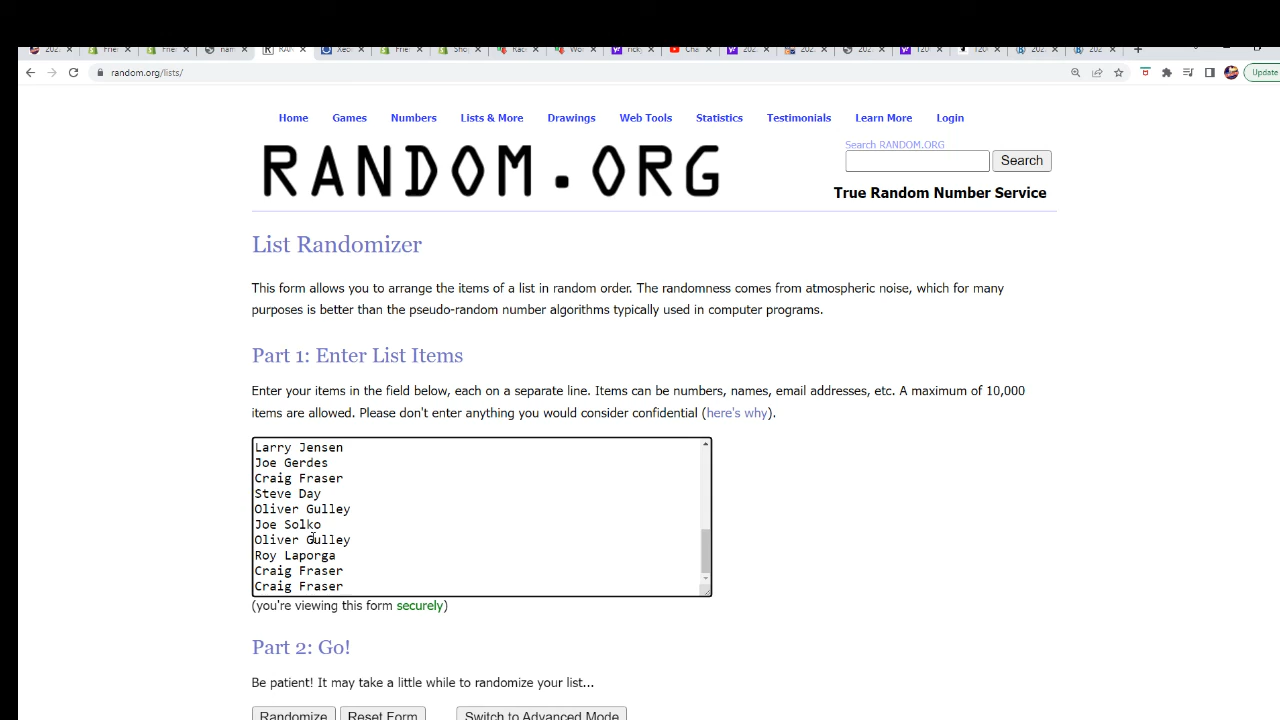 random.org/lists/
Update
Home Games Numbers Lists & More Drawings Web Tools Statistics Testimonials Learn More Login
RANDOM.ORG
Search RANDOM.ORG
Search
True Random Number Service
List Randomizer
This form allows you to arrange the items of a list in random order. The randomness comes from atmospheric noise, which for many
purposes is better than the pseudo-random number algorithms typically used in computer programs.
Part 1: Enter List Items
Enter your items in the field below, each on a separate line. Items can be numbers, names, email addresses, etc. A maximum of 10,000
items are allowed. Please don't enter anything you would consider confidential (here's why).
Larry Jensen
Joe Gerdes
Craig Fraser
Steve Day
Oliver Gulley
Joe Solko
Oliver Gulley
Roy Laporga
Craig Fraser
Craig Fraser
(you're viewing this form securely)
Part 2: Go!
Be patient! It may take a little while to randomize your list...
Randomize Reset Form Switch to Advanced Mode